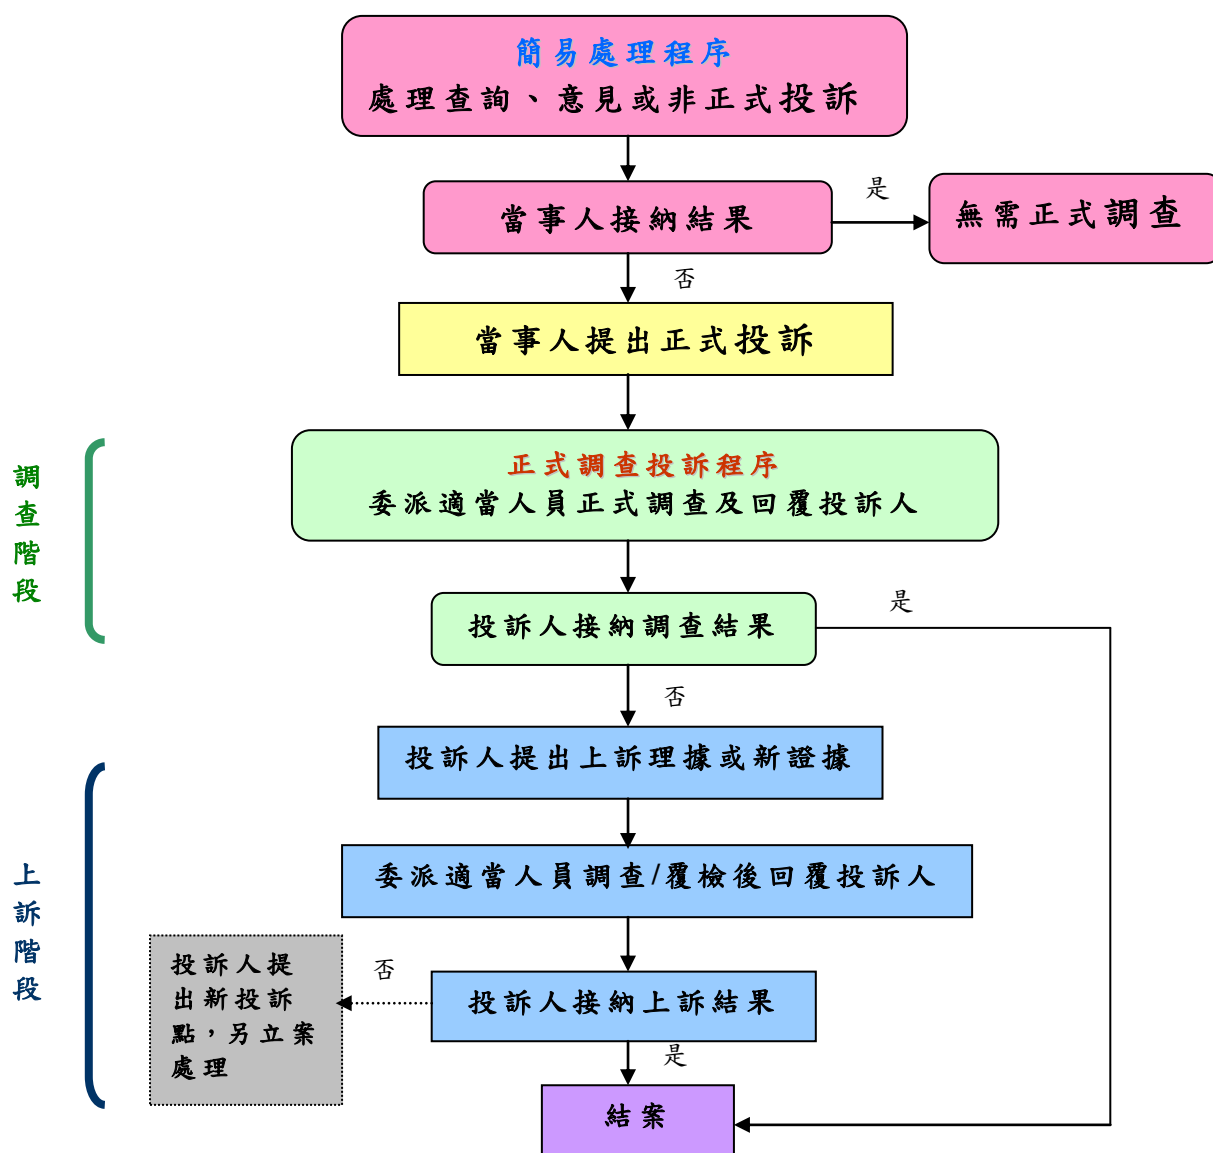 簡易處理程序
處理查詢、意見或非正式投訴
當事人接納結果
是
無需正式調查
否
當事人提出正式投訴
調查階段
正式調查投訴程序
委派適當人員正式調查及回覆投訴人
投訴人接納調查結果
是
否
投訴人提出上訴理據或新證據
上訴階段
委派適當人員調查/覆檢後回覆投訴人
投訴人接納上訴結果
否
投訴人提
出新投訴
點，另立案
處理
是
結案